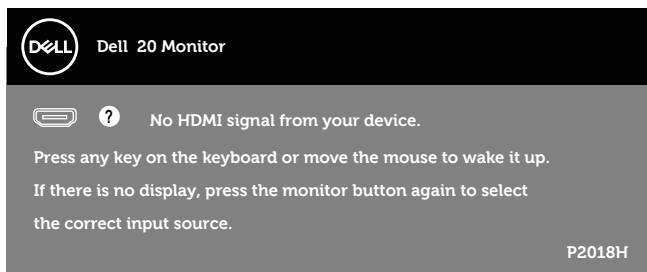 DELL
Dell 20 Monitor
? No HDMI signal from your device.
Press any key on the keyboard or move the mouse to wake it up.
If there is no display, press the monitor button again to select
the correct input source.
P2018H